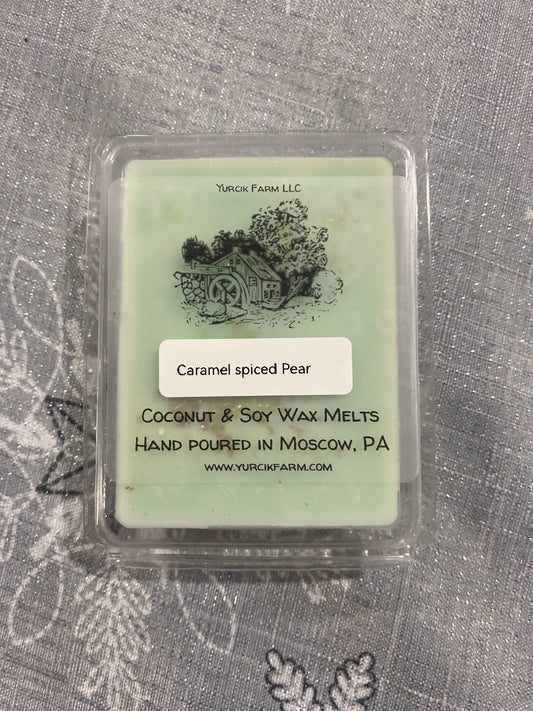 Yurcik Farm LLC
Caramel spiced Pear
Coconut & Soy Wax Melts
Hand poured in Moscow, PA
www.yurcikfarm.com